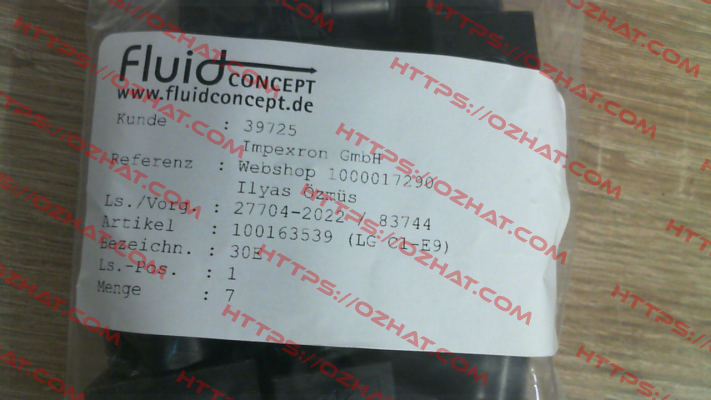 fluid CONCEPT
www.fluidconcept.de
Kunde : 39725
Impexron GmbH
Referenz : Webshop 1000017290
Ilyas Özmüs
Ls./Vorg. : 27704-2022 / 83744
Artikel : 100163539 (LG C1-E9)
Bezeichn. : 30E
Ls.-Pos. : 1
Menge : 7
HTTPS://OZHAT.COM